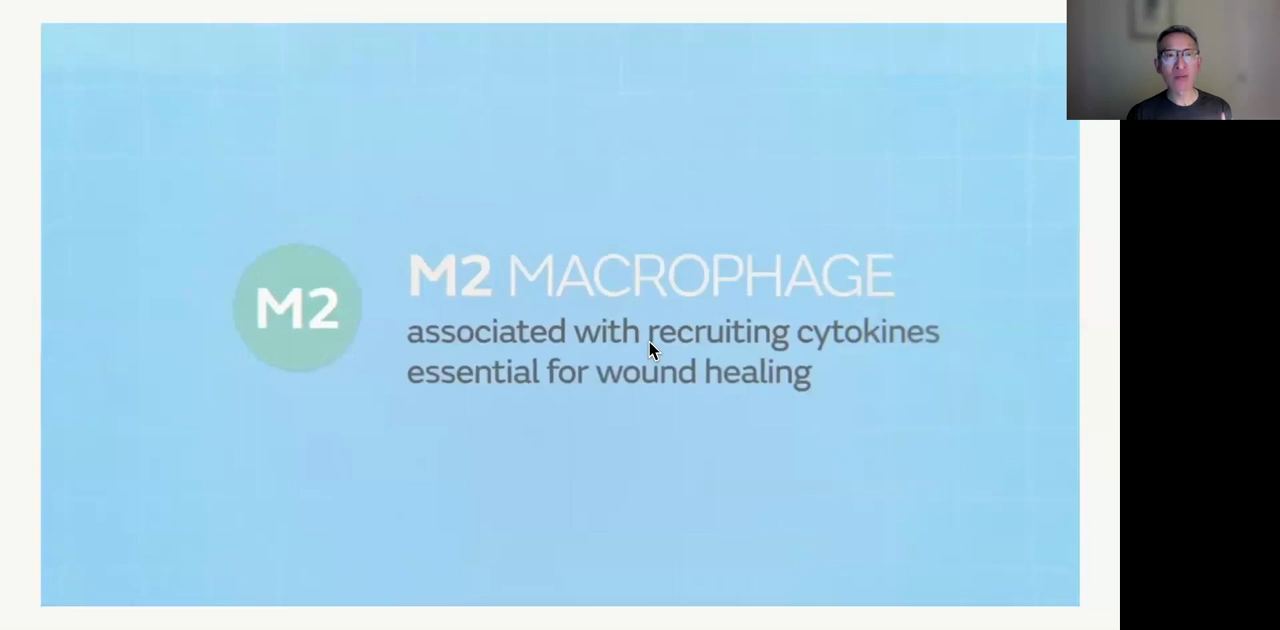 M2
M2 MACROPHAGE
associated with recruiting cytokines
essential for wound healing